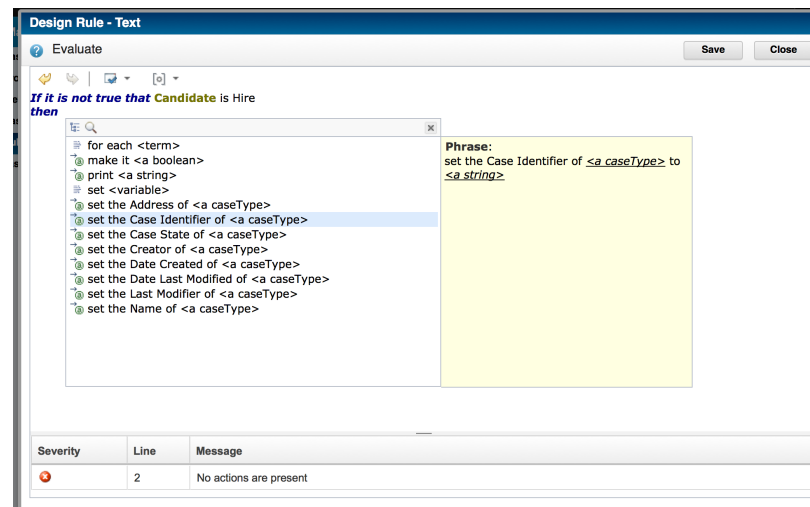 Design Rule - Text
Evaluate
Save
Close
If it is not true that Candidate is Hire
then
for each <term>
make it <a boolean>
print <a string>
set <variable>
set the Address of <a caseType>
set the Case Identifier of <a caseType>
set the Case State of <a caseType>
set the Creator of <a caseType>
set the Date Created of <a caseType>
set the Date Last Modified of <a caseType>
set the Last Modifier of <a caseType>
set the Name of <a caseType>
Phrase:
set the Case Identifier of <a caseType> to
<a string>
Severity Line Message
2 No actions are present